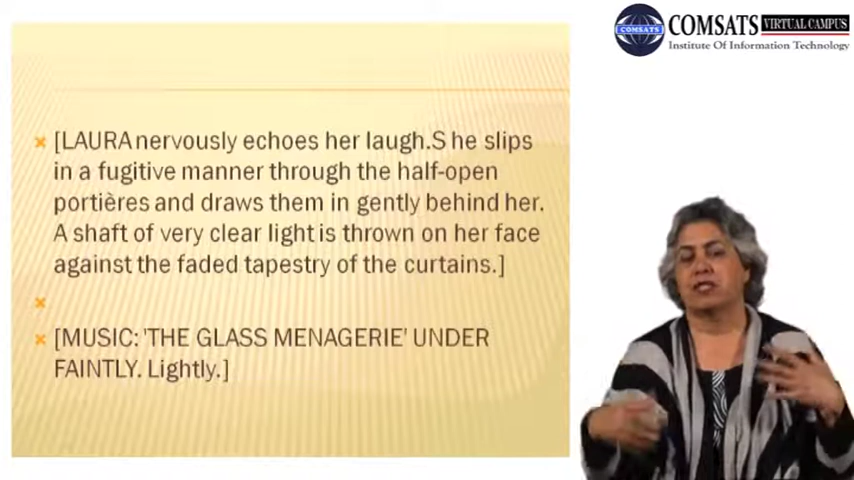 COMSATS
COMSATS VIRTUAL CAMPUS
Institute Of Information Technology
[LAURA nervously echoes her laugh.S he slips
in a fugitive manner through the half-open
portières and draws them in gently behind her.
A shaft of very clear light is thrown on her face
against the faded tapestry of the curtains.]
[MUSIC: 'THE GLASS MENAGERIE' UNDER
FAINTLY. Lightly.]